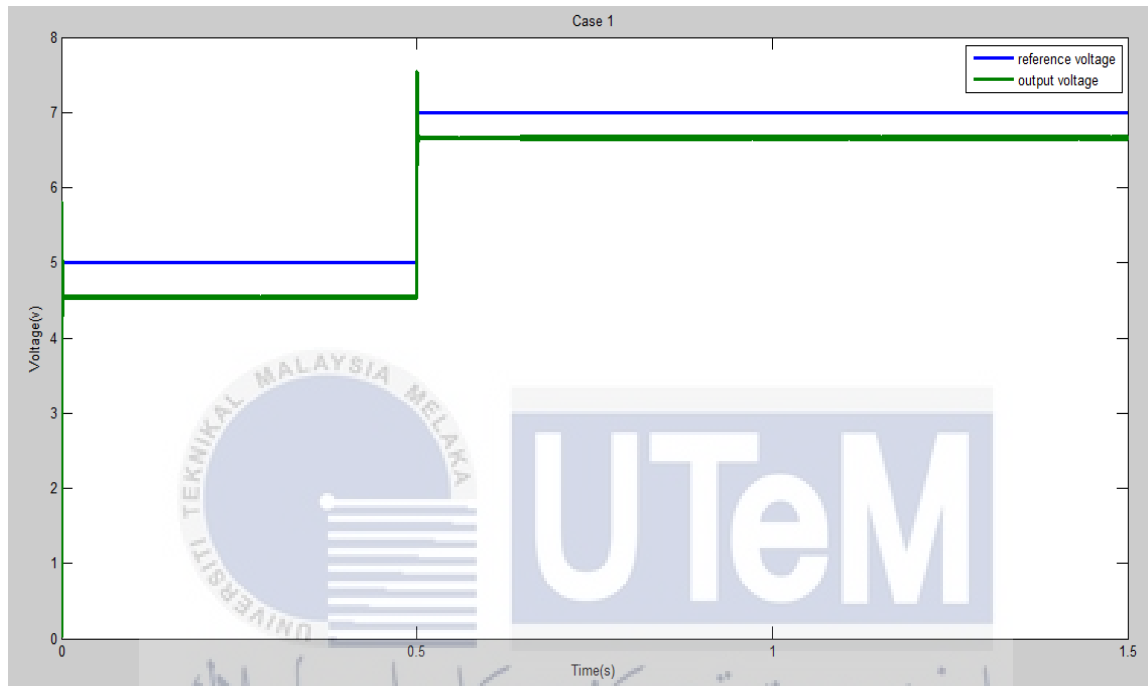 Case 1
8
7
6
5
4
3
2
1
0
Voltage(v)
reference voltage
output voltage
0
0.5
1
1.5
Time(s)
UNIVERSITI TEKNIKAL MALAYSIA MELAKA
UTeM